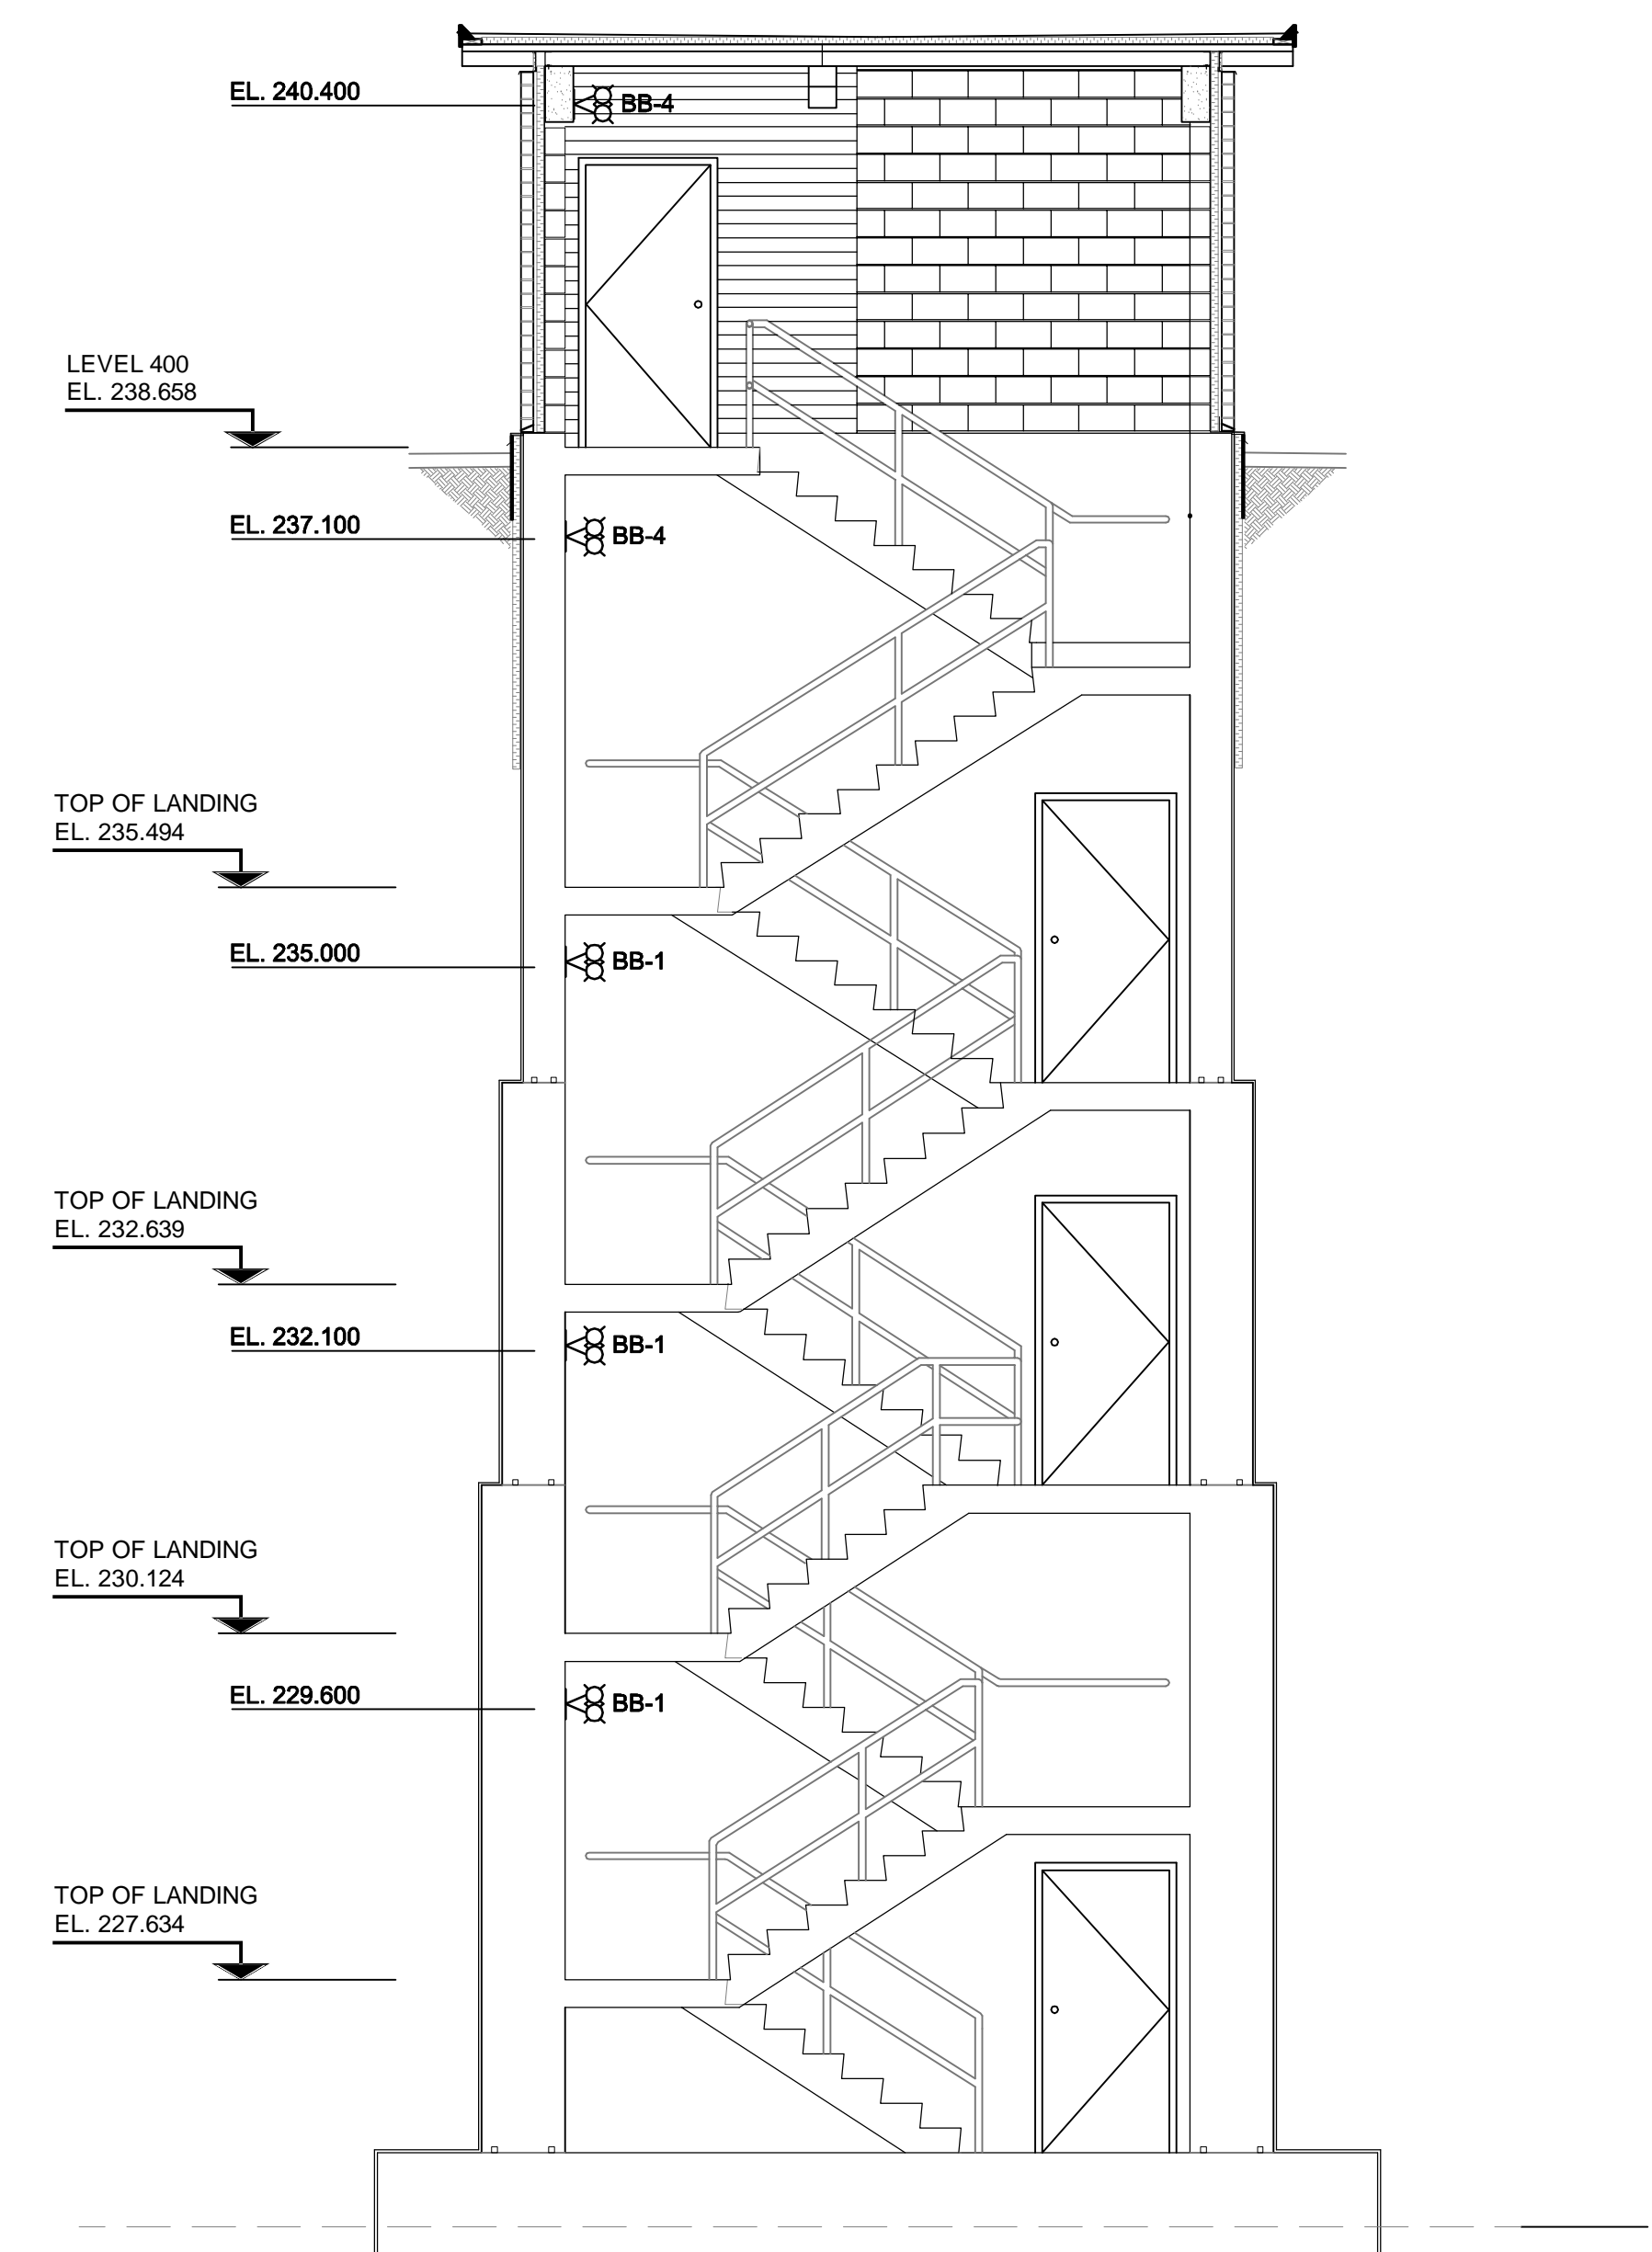 EL. 240.400
BB-4
LEVEL 400
EL. 238.658
EL. 237.100
BB-4
TOP OF LANDING
EL. 235.494
EL. 235.000
BB-1
TOP OF LANDING
EL. 232.639
EL. 232.100
BB-1
TOP OF LANDING
EL. 230.124
EL. 229.600
BB-1
TOP OF LANDING
EL. 227.634